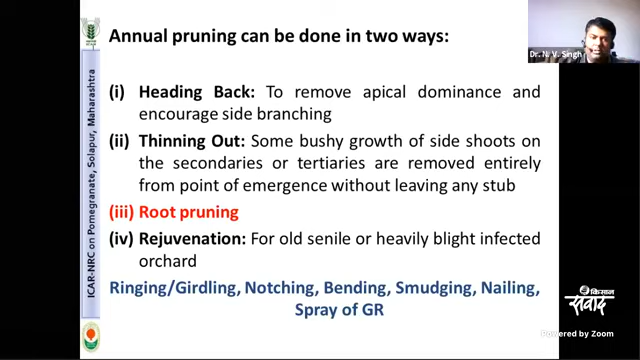 Annual pruning can be done in two ways:
Dr. N. V. Singh
(i) Heading Back: To remove apical dominance and
encourage side branching
(ii) Thinning Out: Some bushy growth of side shoots on
the secondaries or tertiaries are removed entirely
from point of emergence without leaving any stub
(iii) Root pruning
(iv) Rejuvenation: For old senile or heavily blight infected
orchard
Ringing/Girdling, Notching, Bending, Smudging, Nailing,
Spray of GR
ICAR-NRC on Pomegranate, Solapur, Maharashtra
किसान
संवाद
Powered by Zoom